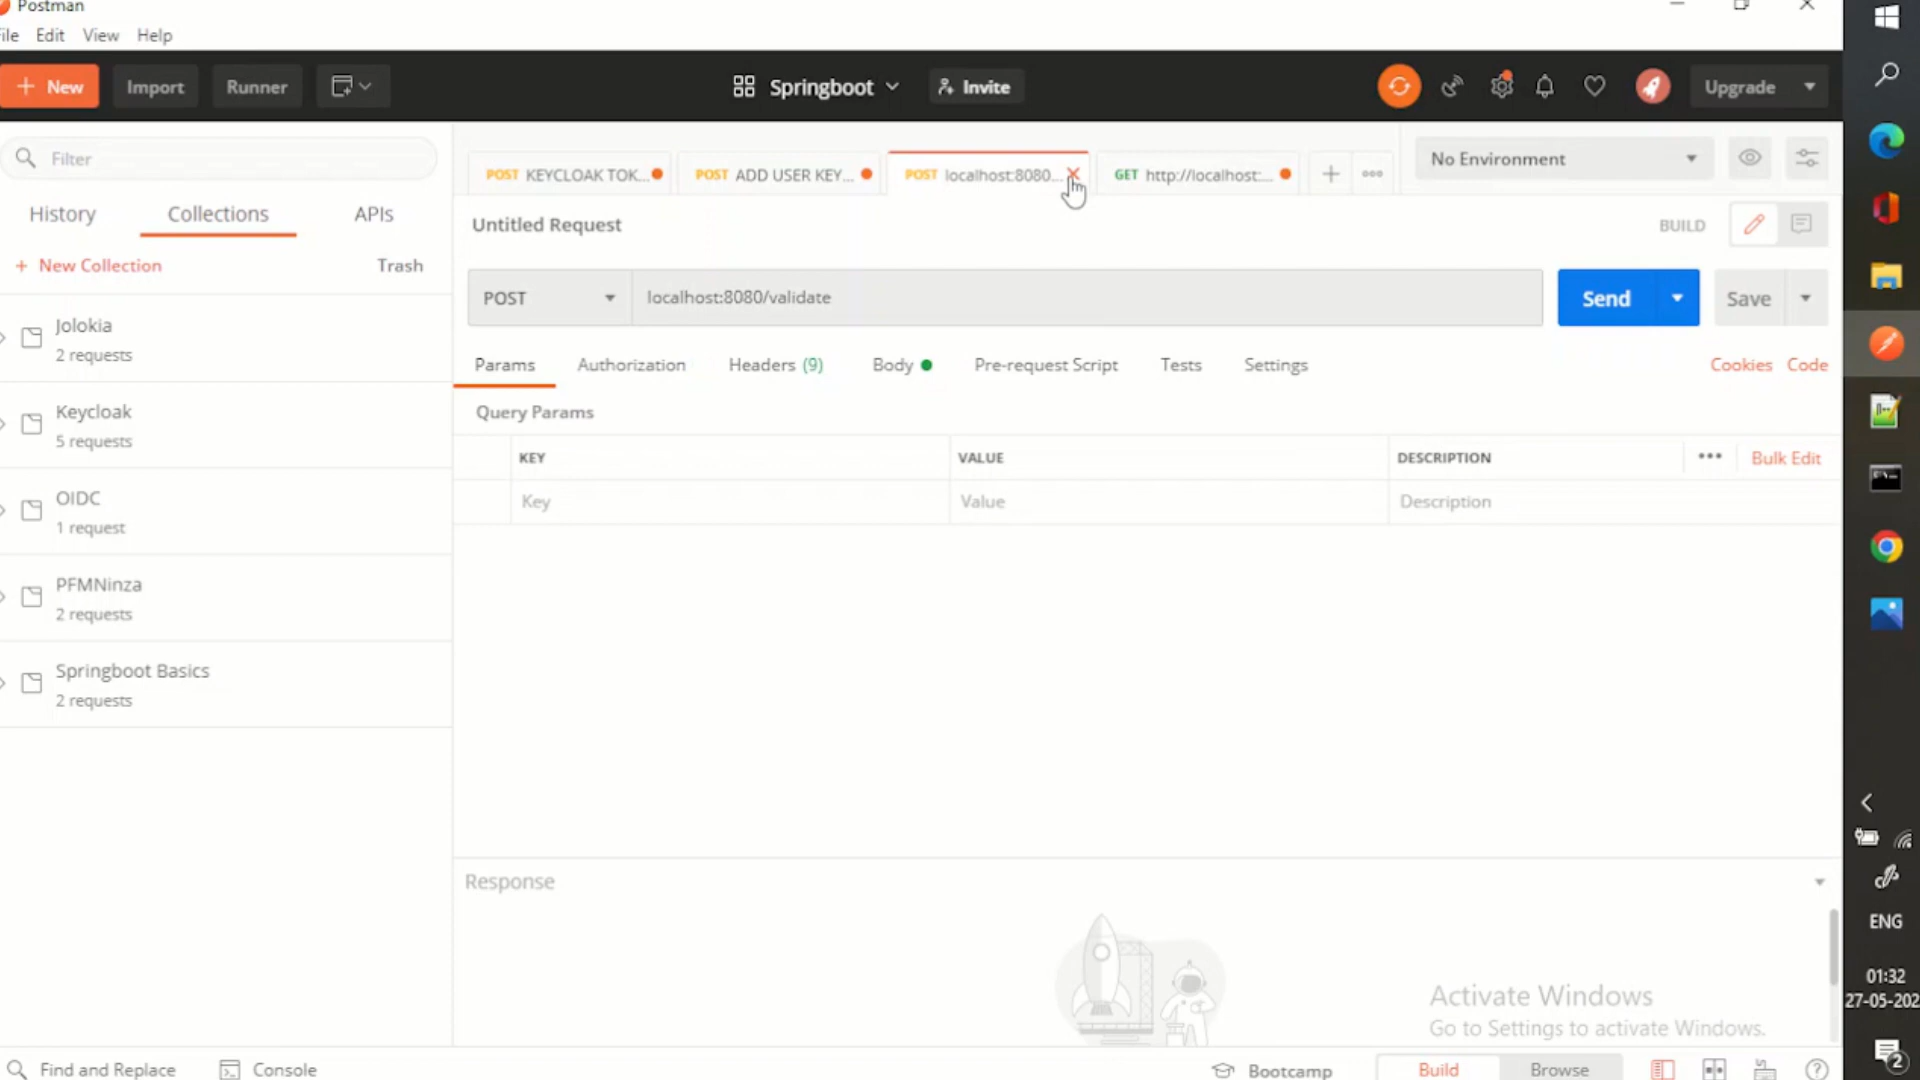 Postman
File Edit View Help
+ New Import Runner Springboot Invite Upgrade
Filter
History Collections APIs
+ New Collection Trash
Jolokia
2 requests
Keycloak
5 requests
OIDC
1 request
PFMNinza
2 requests
Springboot Basics
2 requests
POST KEYCLOAK TOK... POST ADD USER KEY... POST localhost:8080... GET http://localhost:... + No Environment
Untitled Request BUILD
POST localhost:8080/validate Send Save
Params Authorization Headers (9) Body Pre-request Script Tests Settings Cookies Code
Query Params
KEY VALUE DESCRIPTION ••• Bulk Edit
Key Value Description
Response
Activate Windows
Go to Settings to activate Windows.
Find and Replace Console Bootcamp Build Browse
ENG
01:32
27-05-202
2